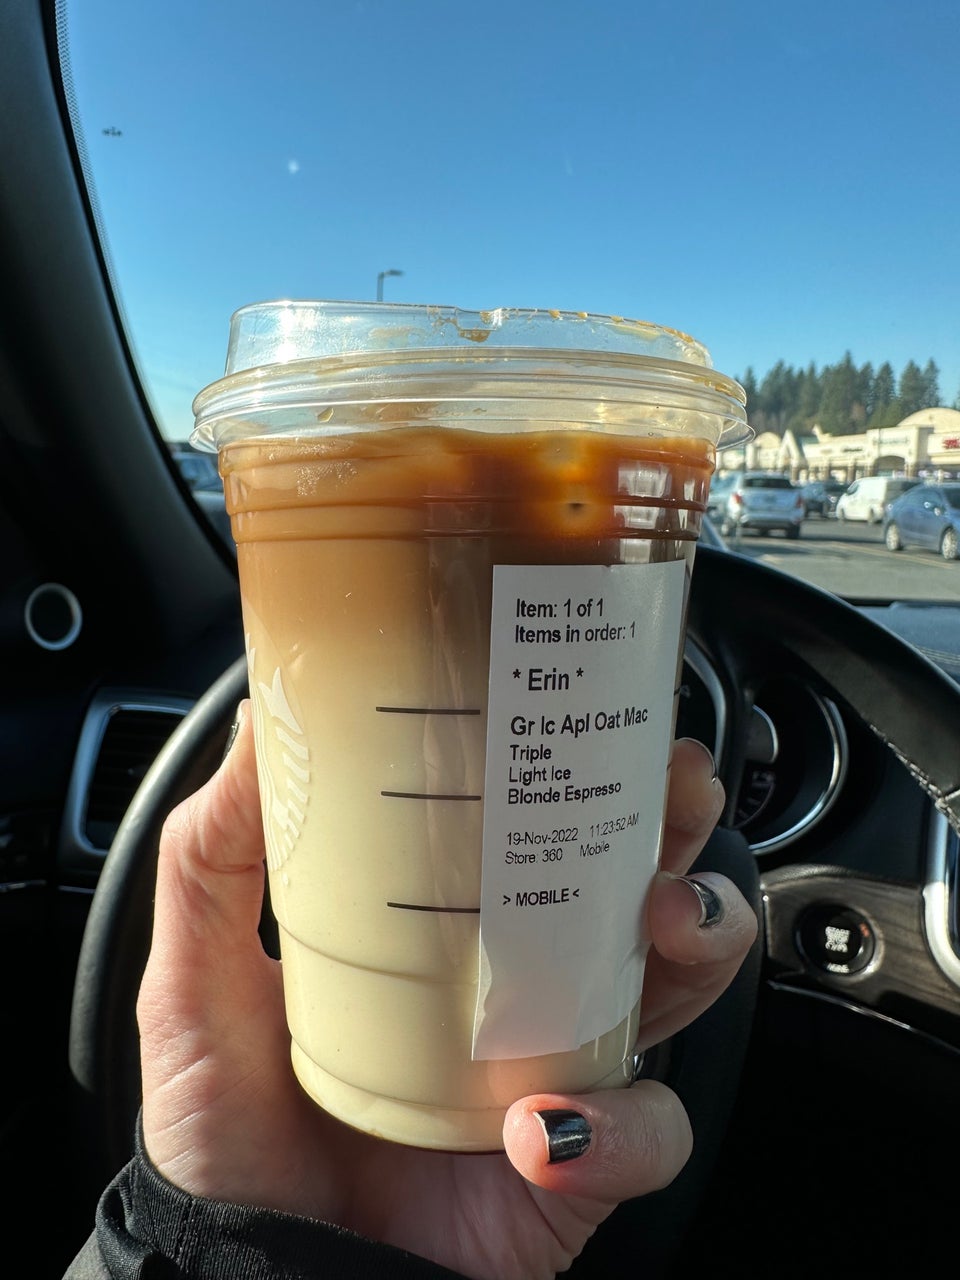 Item: 1 of 1
Items in order: 1
* Erin *
Gr Ic Apl Oat Mac
Triple
Light Ice
Blonde Espresso
19-Nov-2022 11:23:52 AM
Store: 360 Mobile
> MOBILE <